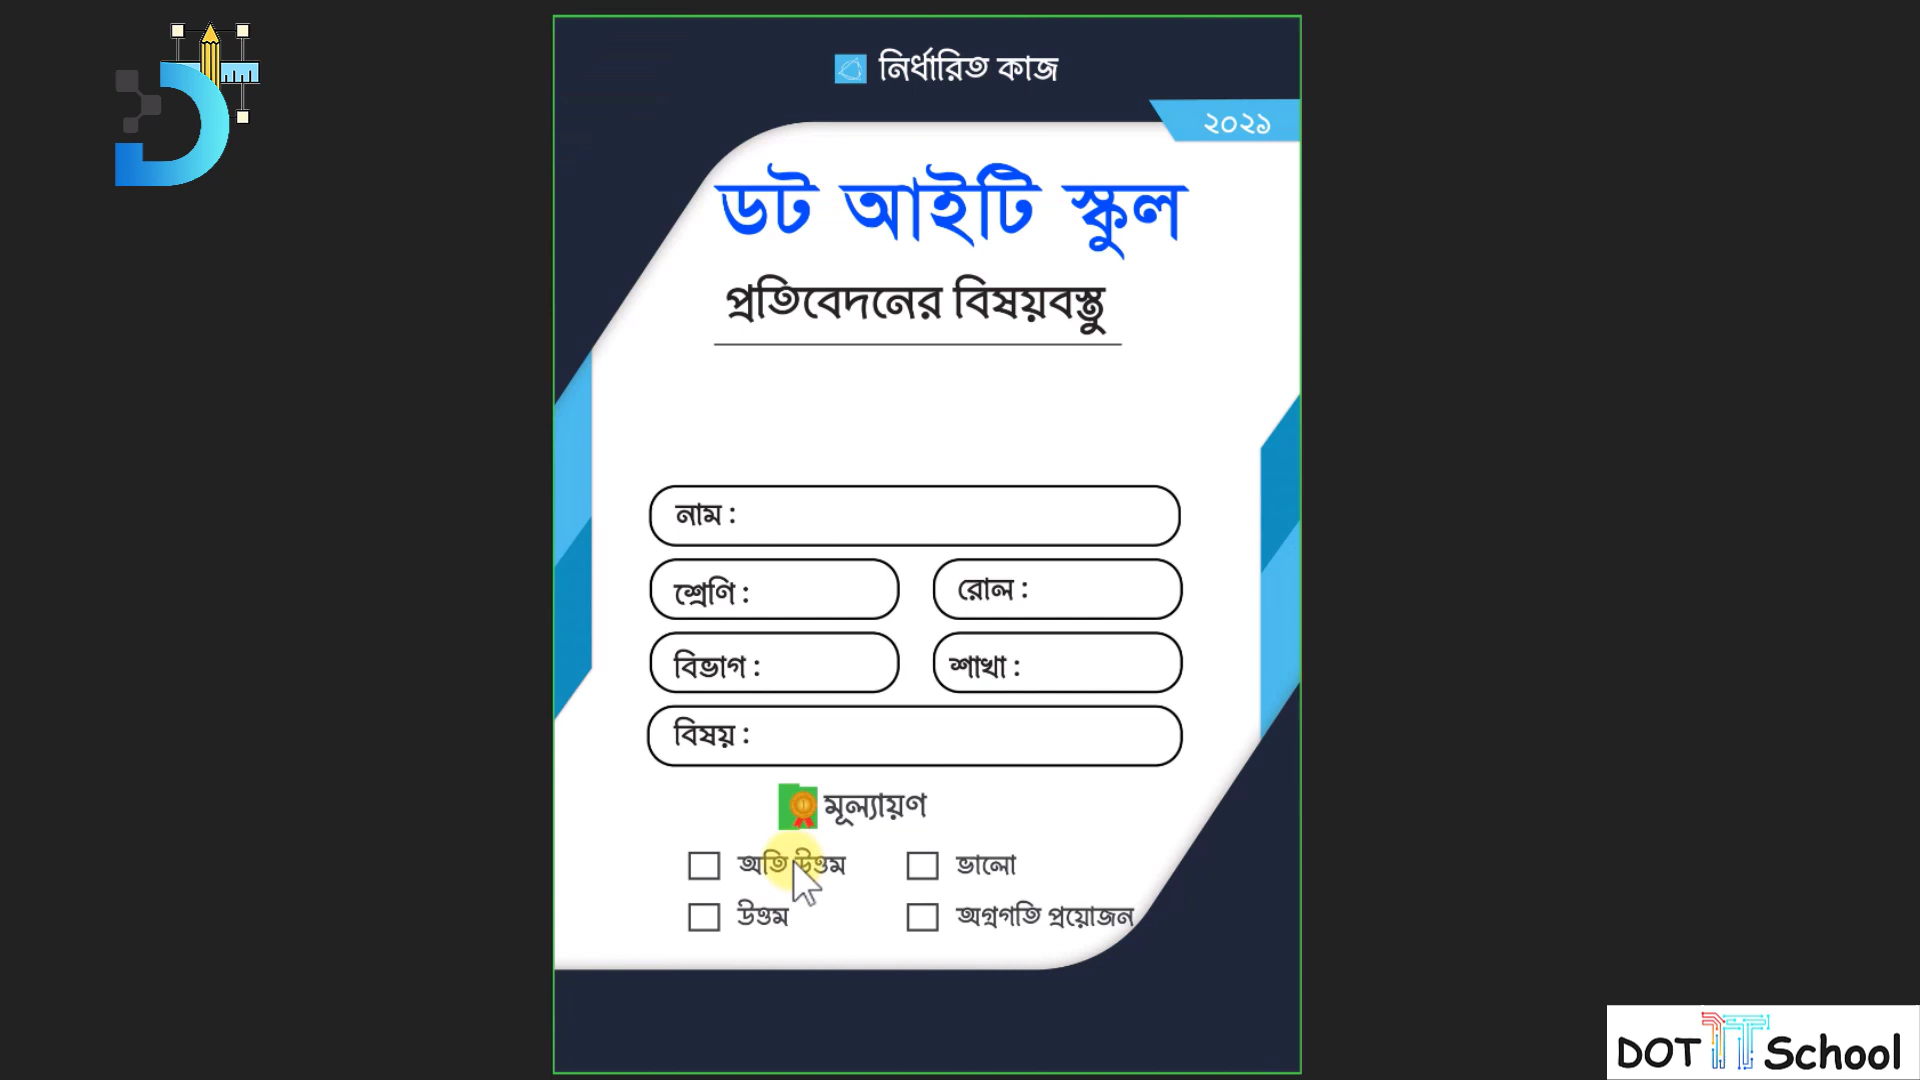 নির্ধারিত কাজ
২০২১
ডট আইটি স্কুল
প্রতিবেদনের বিষয়বস্তু
নাম :
শ্রেণি :
রোল :
বিভাগ :
শাখা :
বিষয় :
মূল্যায়ণ
অতি উত্তম
ভালো
উত্তম
অগ্রগতি প্রয়োজন
DOT IT School